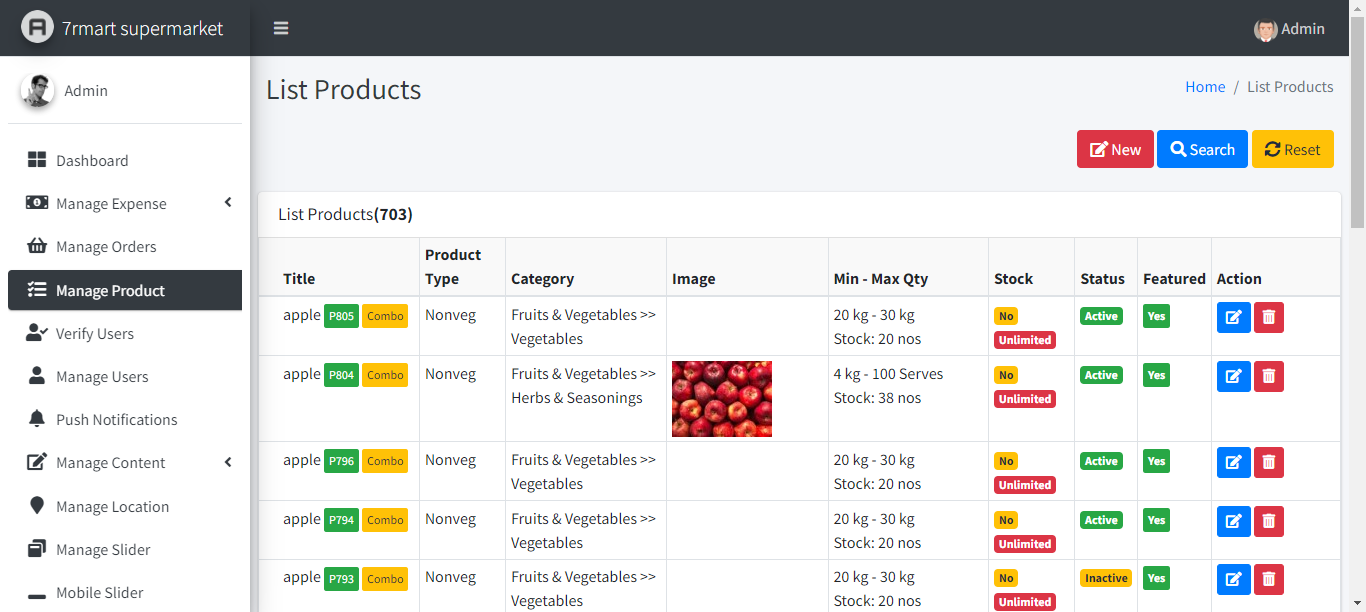 7rmart supermarket
Admin
Admin
Dashboard
Manage Expense
Manage Orders
Manage Product
Verify Users
Manage Users
Push Notifications
Manage Content
Manage Location
Manage Slider
Mobile Slider
List Products
Home / List Products
New Search Reset
List Products(703)
Title Product Type Category Image Min - Max Qty Stock Status Featured Action
apple P805 Combo Nonveg Fruits & Vegetables >> 20 kg - 30 kg No Active Yes
Vegetables Stock: 20 nos Unlimited
apple P804 Combo Nonveg Fruits & Vegetables >> 4 kg - 100 Serves No Active Yes
Herbs & Seasonings Stock: 38 nos Unlimited
apple P796 Combo Nonveg Fruits & Vegetables >> 20 kg - 30 kg No Active Yes
Vegetables Stock: 20 nos Unlimited
apple P794 Combo Nonveg Fruits & Vegetables >> 20 kg - 30 kg No Active Yes
Vegetables Stock: 20 nos Unlimited
apple P793 Combo Nonveg Fruits & Vegetables >> 20 kg - 30 kg No Inactive Yes
Vegetables Stock: 20 nos Unlimited